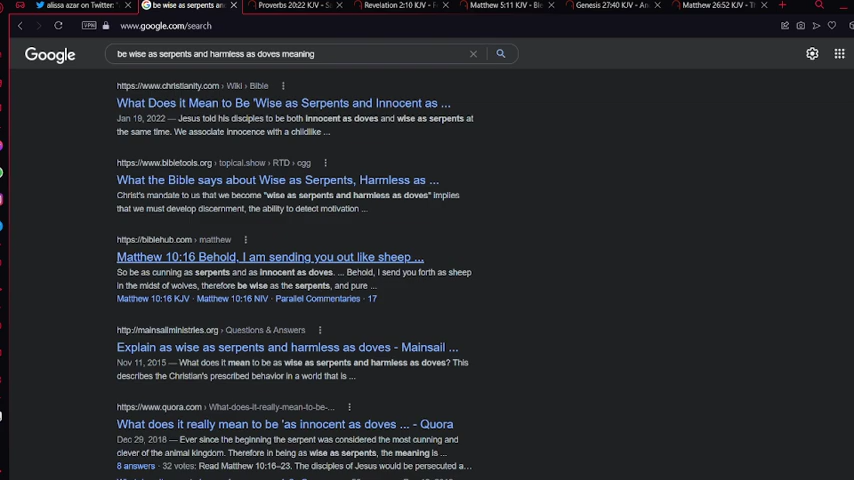 alissa azar on Twitter: "
be wise as serpents and
Proverbs 20:22 KJV - S
Revelation 2:10 KJV - F
Matthew 5:11 KJV - Ble
Genesis 27:40 KJV - An
Matthew 26:52 KJV - T
VPN
www.google.com/search
Google
be wise as serpents and harmless as doves meaning
https://www.christianity.com › Wiki › Bible
What Does it Mean to Be 'Wise as Serpents and Innocent as ...
Jan 19, 2022 — Jesus told his disciples to be both innocent as doves and wise as serpents at
the same time. We associate innocence with a childlike ...
https://www.bibletools.org › topical.show › RTD › cgg
What the Bible says about Wise as Serpents, Harmless as ...
Christ's mandate to us that we become "wise as serpents and harmless as doves" implies
that we must develop discernment, the ability to detect motivation ...
https://biblehub.com › matthew
Matthew 10:16 Behold, I am sending you out like sheep ...
So be as cunning as serpents and as innocent as doves. ... Behold, I send you forth as sheep
in the midst of wolves, therefore be wise as the serpents, and pure ...
Matthew 10:16 KJV · Matthew 10:16 NIV · Parallel Commentaries · 17
http://mainsailministries.org › Questions & Answers
Explain as wise as serpents and harmless as doves - Mainsail ...
Nov 11, 2015 — What does it mean to be as wise as serpents and harmless as doves? This
describes the Christian's prescribed behavior in a world that is ...
https://www.quora.com › What-does-it-really-mean-to-be-...
What does it really mean to be 'as innocent as doves ... - Quora
Dec 29, 2018 — Ever since the beginning the serpent was considered the most cunning and
clever of the animal kingdom. Therefore in being as wise as serpents, the meaning is ...
8 answers · 32 votes: Read Matthew 10:16–23. The disciples of Jesus would be persecuted a...